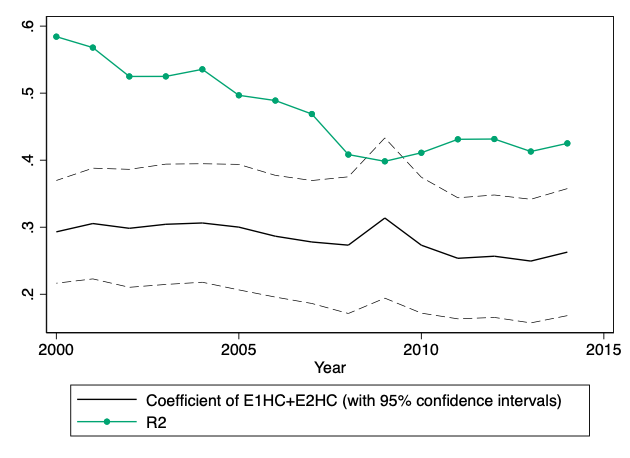 .6
.5
.4
.3
.2
2000 2005 2010 2015
Year
Coefficient of E1HC+E2HC (with 95% confidence intervals)
R2